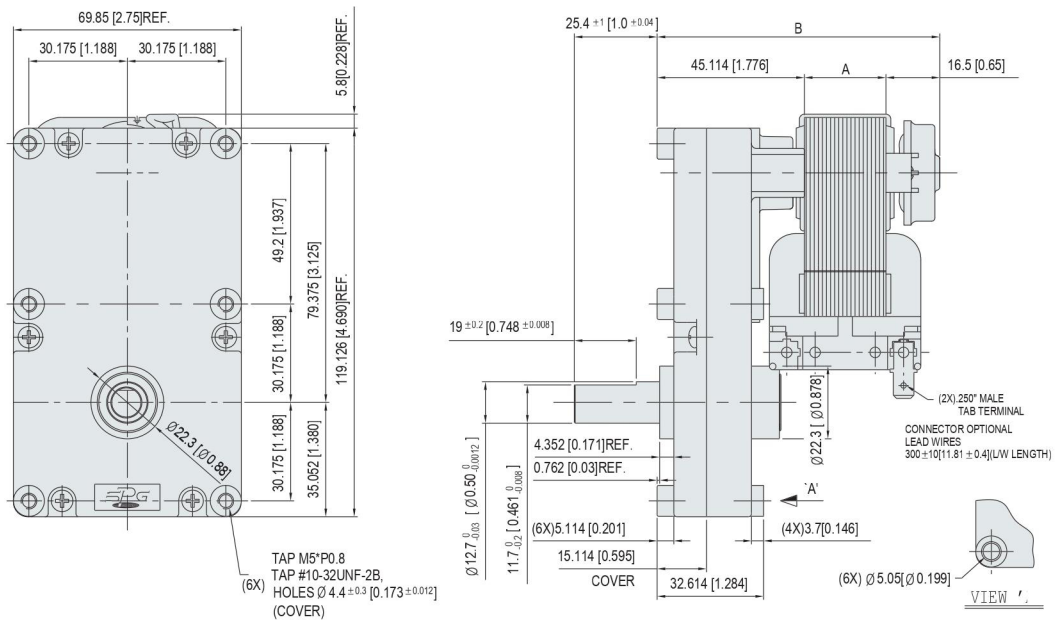 69.85 [2.75]REF.
30.175 [1.188]
30.175 [1.188]
5.8[0.228]REF.
49.2 [1.937]
79.375 [3.125]
119.126 [4.690]REF.
30.175 [1.188]
30.175 [1.188]
35.052 [1.380]
Ø22.3 [Ø0.88]
SPG
(6X)
TAP M5*P0.8
TAP #10-32UNF-2B,
HOLES Ø 4.4 ±0.3 [0.173 ±0.012]
(COVER)
25.4 ±1 [1.0 ±0.04]
B
45.114 [1.776]
A
16.5 [0.65]
19 ±0.2 [0.748 ±0.008]
Ø12.7 0 -0.03 [ Ø0.50 0 -0.0012 ]
11.7 0 -0.2 [ 0.461 0 -0.008 ]
4.352 [0.171]REF.
0.762 [0.03]REF.
Ø22.3 [ Ø0.878]
(2X).250" MALE
TAB TERMINAL
CONNECTOR OPTIONAL
LEAD WIRES
300±10[11.81 ± 0.4](L/W LENGTH)
`A'
(6X)5.114 [0.201]
(4X)3.7[0.146]
15.114 [0.595]
COVER
32.614 [1.284]
(6X) Ø5.05[Ø0.199]
VIEW '